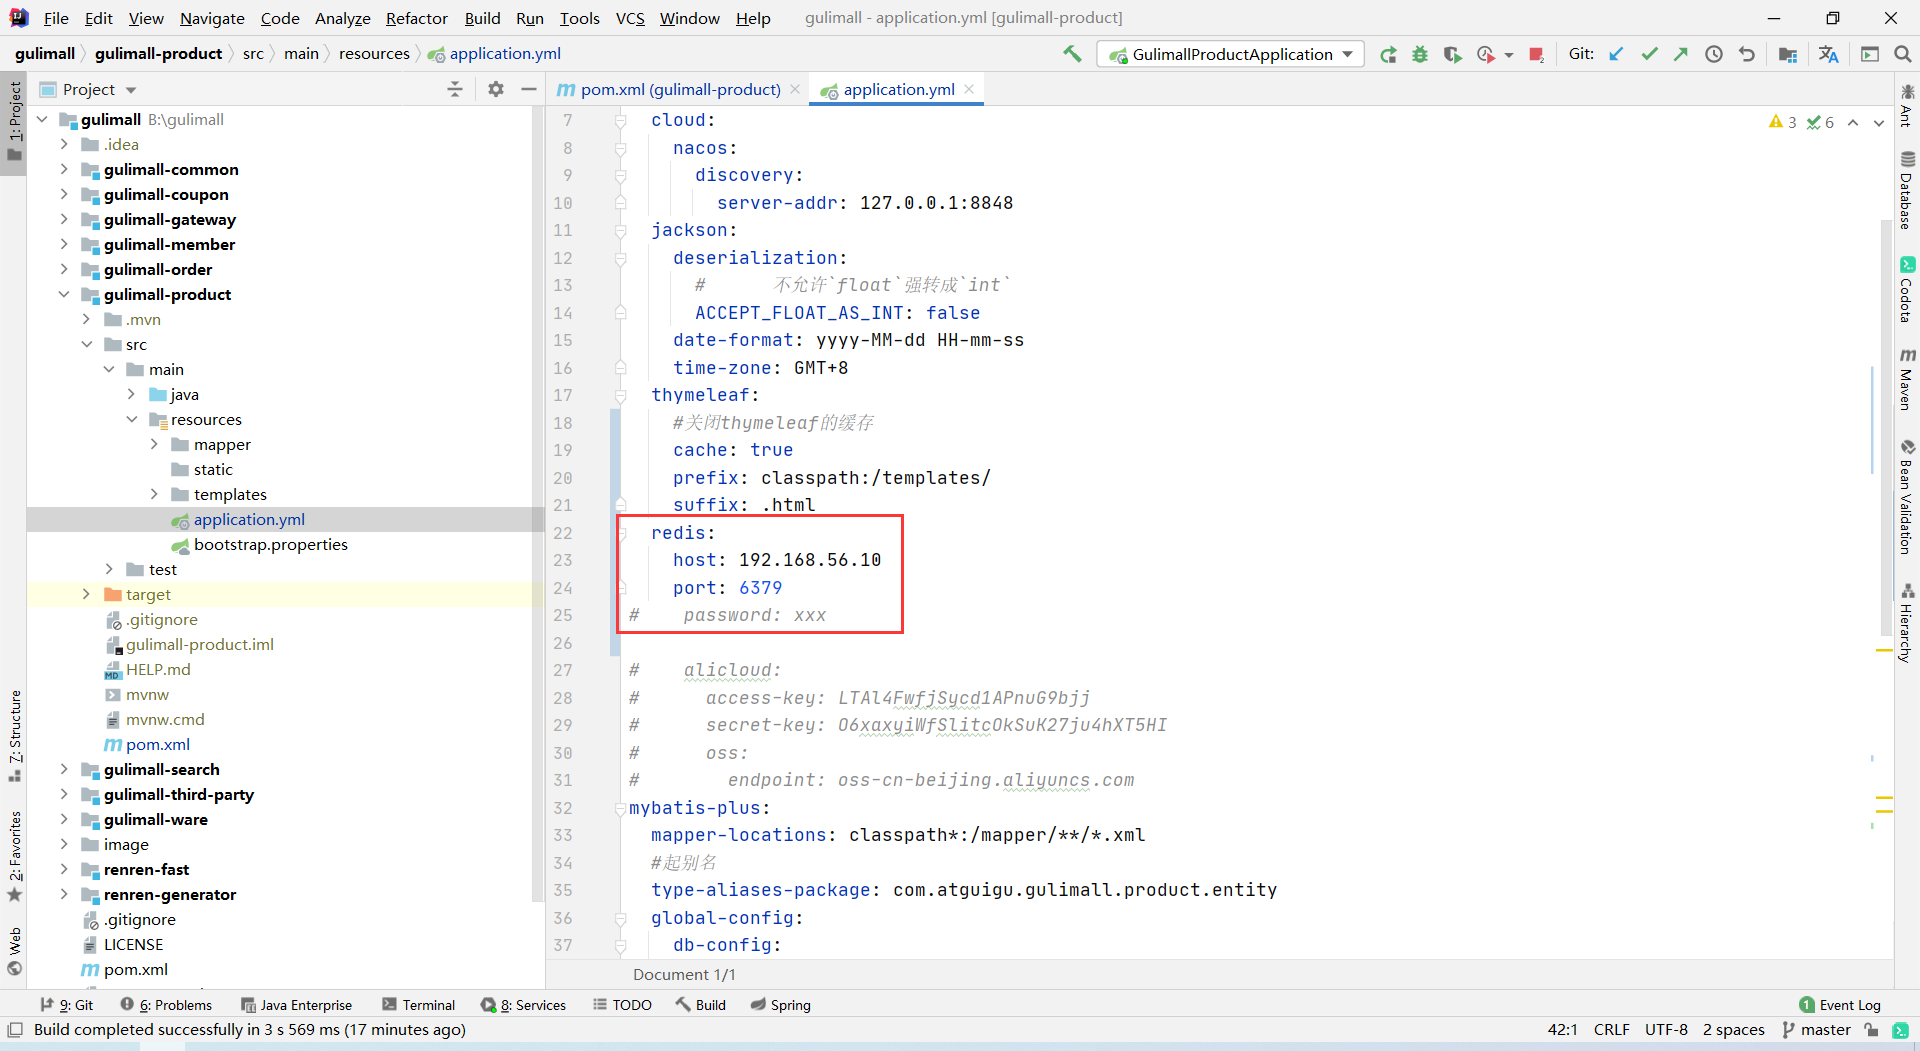 File Edit View Navigate Code Analyze Refactor Build Run Tools VCS Window Help gulimall - application.yml [gulimall-product]
gulimall gulimall-product src main resources application.yml GulimallProductApplication Git:
Project
pom.xml (gulimall-product) application.yml
1: Project
7: Structure
2: Favorites
Web
gulimall B:\gulimall
.idea
gulimall-common
gulimall-coupon
gulimall-gateway
gulimall-member
gulimall-order
gulimall-product
.mvn
src
main
java
resources
mapper
static
templates
application.yml
bootstrap.properties
test
target
.gitignore
gulimall-product.iml
HELP.md
mvnw
mvnw.cmd
pom.xml
gulimall-search
gulimall-third-party
gulimall-ware
image
renren-fast
renren-generator
.gitignore
LICENSE
pom.xml
3 6
7 cloud:
8 nacos:
9 discovery:
10 server-addr: 127.0.0.1:8848
11 jackson:
12 deserialization:
13 # 不允许`float`强转成`int`
14 ACCEPT_FLOAT_AS_INT: false
15 date-format: yyyy-MM-dd HH-mm-ss
16 time-zone: GMT+8
17 thymeleaf:
18 #关闭thymeleaf的缓存
19 cache: true
20 prefix: classpath:/templates/
21 suffix: .html
22 redis:
23 host: 192.168.56.10
24 port: 6379
25 # password: xxx
26
27 # alicloud:
28 # access-key: LTAl4FwfjSycd1APnuG9bjj
29 # secret-key: O6xaxyiWfSlitcOkSuK27ju4hXT5HI
30 # oss:
31 # endpoint: oss-cn-beijing.aliyuncs.com
32 mybatis-plus:
33 mapper-locations: classpath*:/mapper/**/*.xml
34 #起别名
35 type-aliases-package: com.atguigu.gulimall.product.entity
36 global-config:
37 db-config:
Document 1/1
Ant
Database
Codota
Maven
Bean Validation
Hierarchy
9: Git 6: Problems Java Enterprise Terminal 8: Services TODO Build Spring 1 Event Log
Build completed successfully in 3 s 569 ms (17 minutes ago) 42:1 CRLF UTF-8 2 spaces master